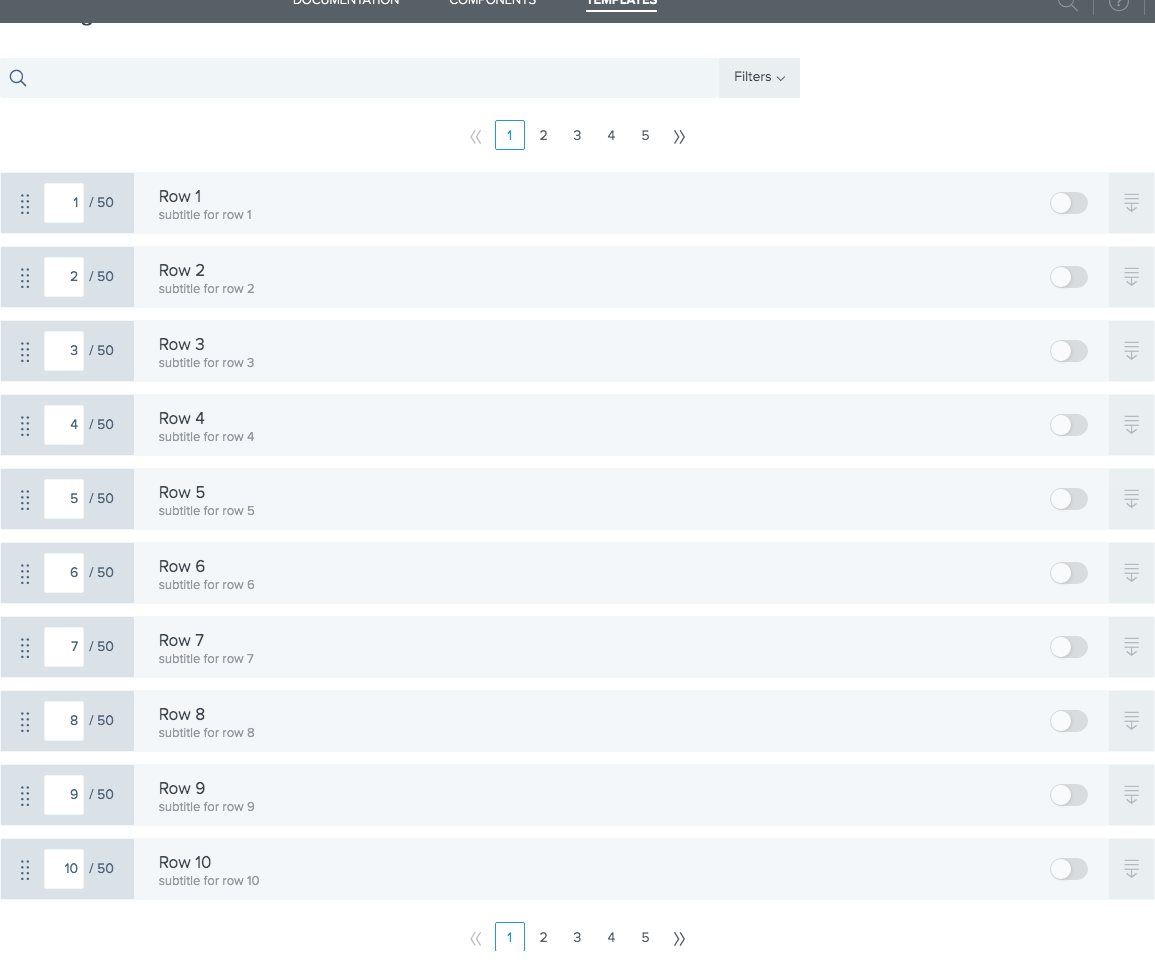 DOCUMENTATION COMPONENTS TEMPLATES
Filters
1 2 3 4 5
1 / 50 Row 1
subtitle for row 1
2 / 50 Row 2
subtitle for row 2
3 / 50 Row 3
subtitle for row 3
4 / 50 Row 4
subtitle for row 4
5 / 50 Row 5
subtitle for row 5
6 / 50 Row 6
subtitle for row 6
7 / 50 Row 7
subtitle for row 7
8 / 50 Row 8
subtitle for row 8
9 / 50 Row 9
subtitle for row 9
10 / 50 Row 10
subtitle for row 10
1 2 3 4 5